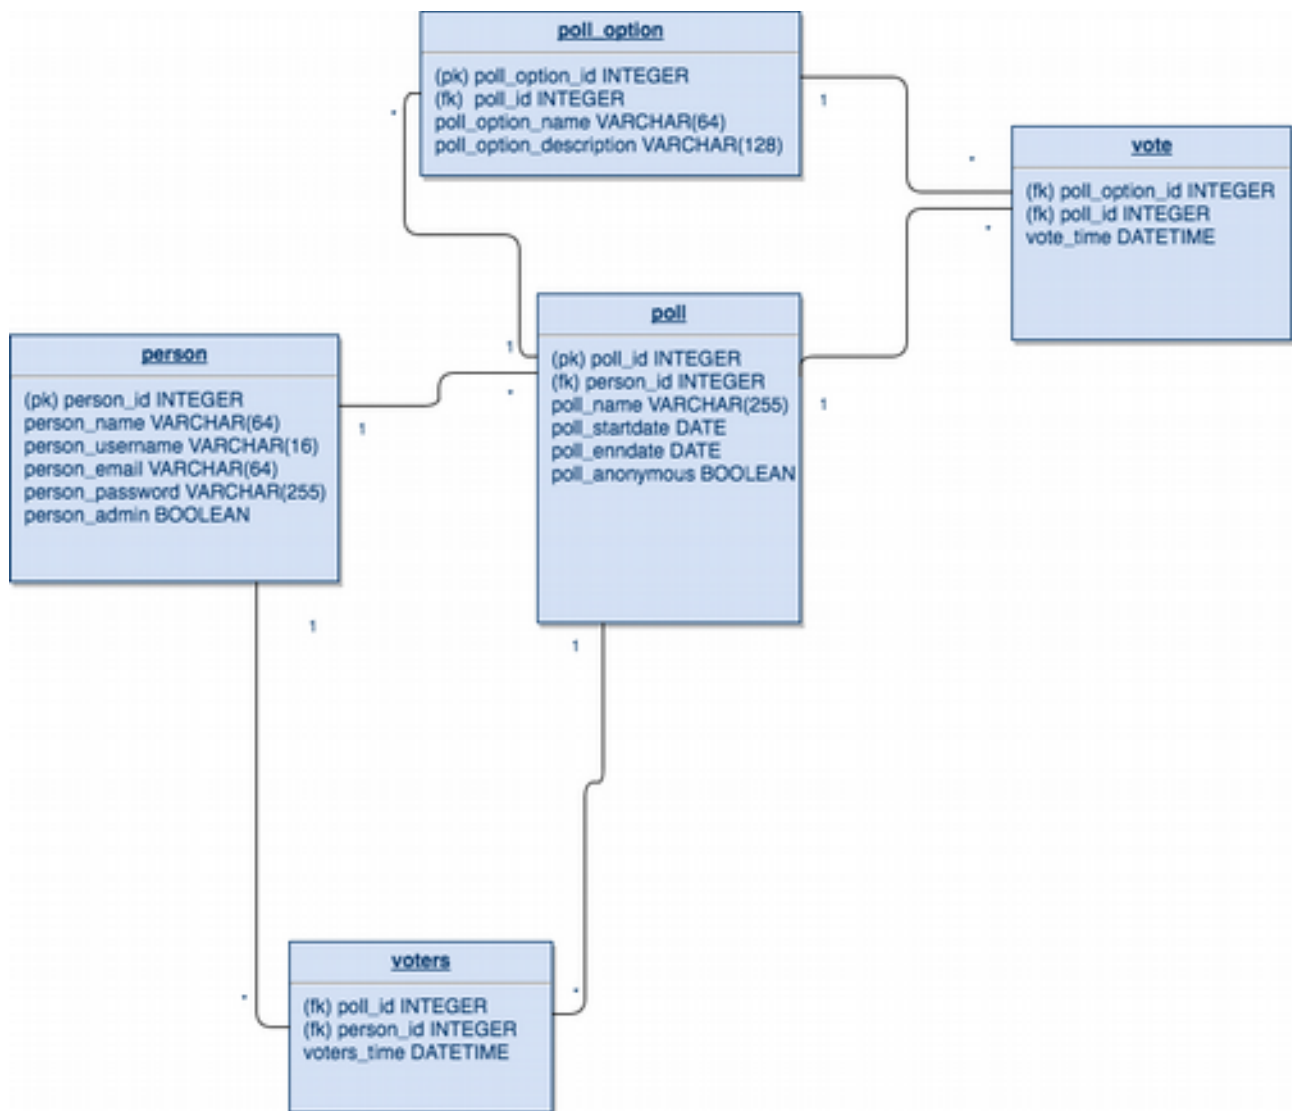 poll_option
(pk) poll_option_id INTEGER
(fk) poll_id INTEGER
poll_option_name VARCHAR(64)
poll_option_description VARCHAR(128)
*
1
*
vote
(fk) poll_option_id INTEGER
(fk) poll_id INTEGER
vote_time DATETIME
*
poll
(pk) poll_id INTEGER
(fk) person_id INTEGER
poll_name VARCHAR(255)
poll_startdate DATE
poll_enndate DATE
poll_anonymous BOOLEAN
1
*
1
person
(pk) person_id INTEGER
person_name VARCHAR(64)
person_username VARCHAR(16)
person_email VARCHAR(64)
person_password VARCHAR(255)
person_admin BOOLEAN
1
1
1
voters
(fk) poll_id INTEGER
(fk) person_id INTEGER
voters_time DATETIME
*
*